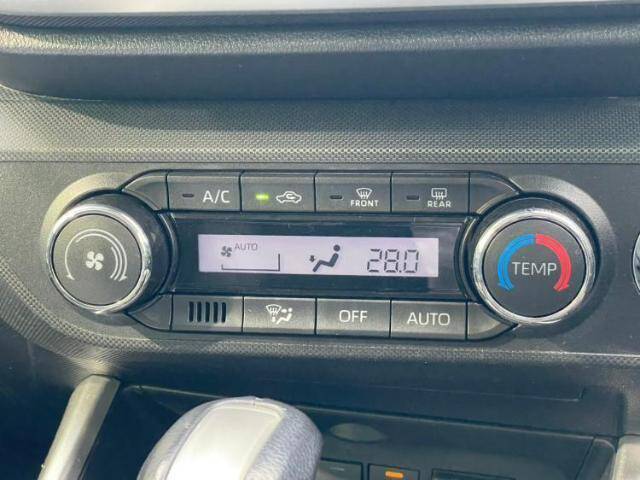 A/C
FRONT
REAR
AUTO
28.0
TEMP
OFF
AUTO